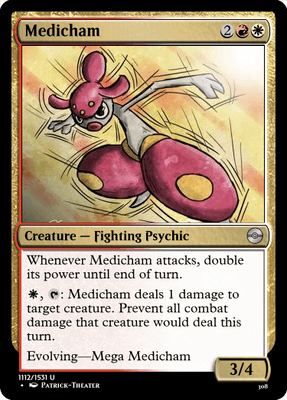 Medicham 2
Creature — Fighting Psychic
Whenever Medicham attacks, double
its power until end of turn.
, : Medicham deals 1 damage to
target creature. Prevent all combat
damage that creature would deal this
turn.
Evolving—Mega Medicham
3/4
1112/1531 U
• Patrick-Theater
308